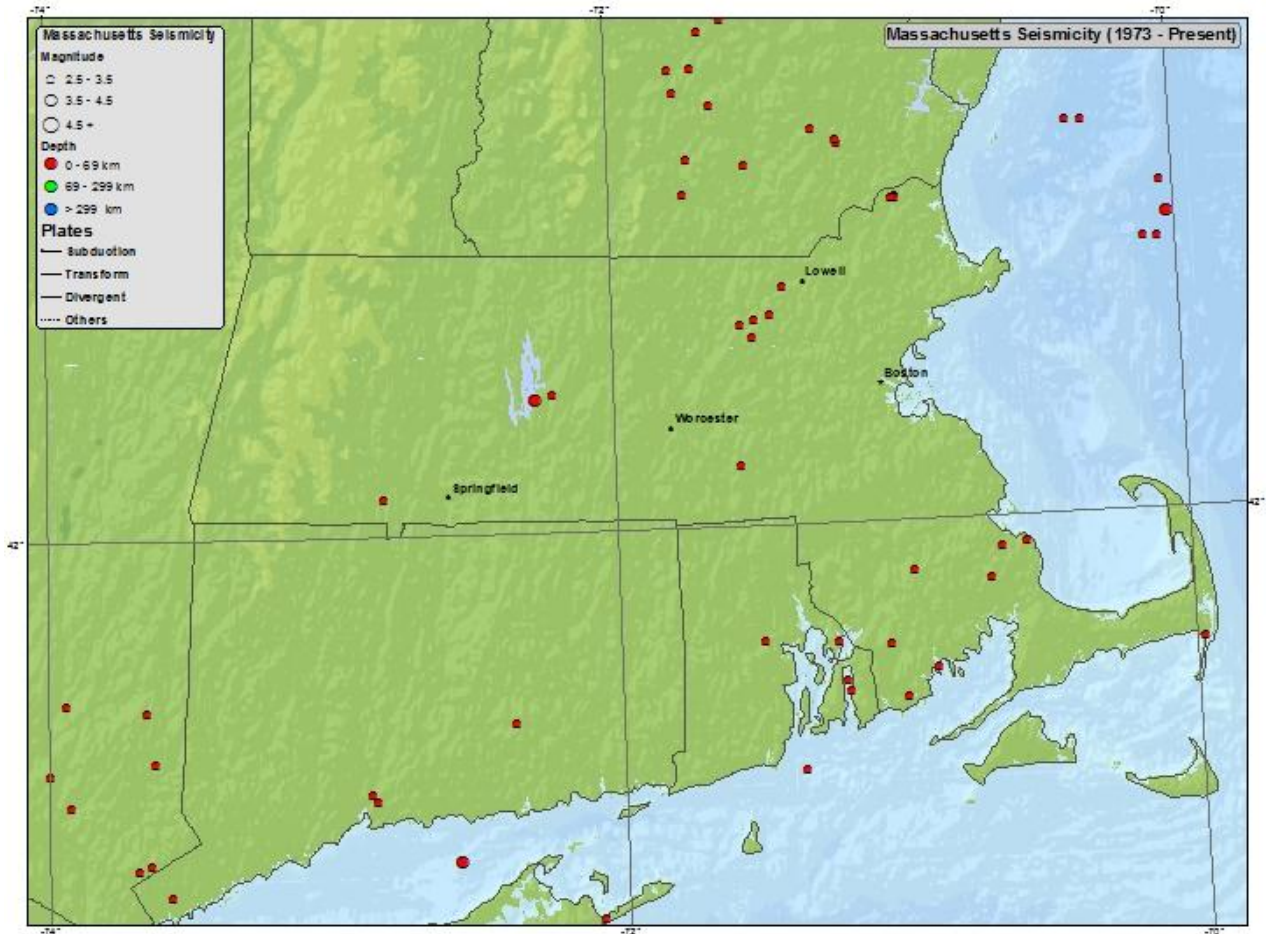 -74°
-72°
-70°
Massachusetts Seismicity
Massachusetts Seismicity (1973 - Present)
Magnitude
2.5 - 3.5
3.5 - 4.5
4.5 +
Depth
0 - 69 km
69 - 299 km
> 299 km
Plates
Subduction
Transform
Divergent
Others
Lowell
Boston
Worcester
Springfield
42°
42°
-74°
-72°
-70°